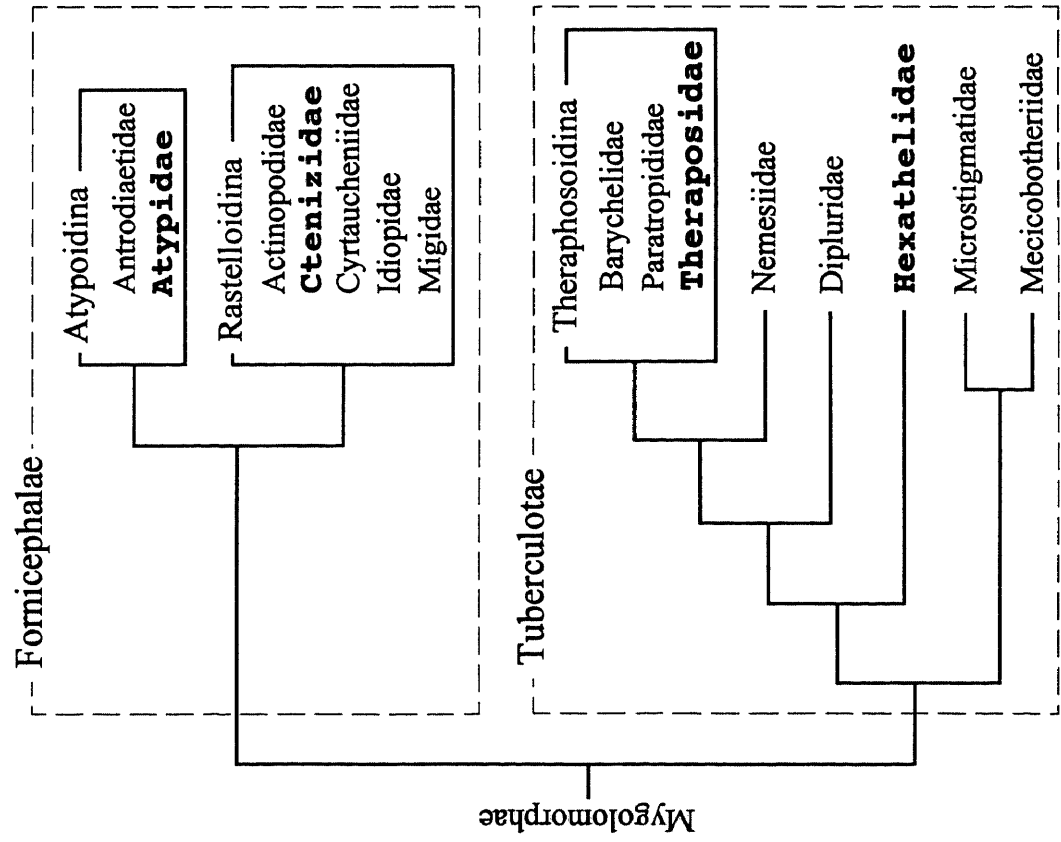 Mygolomorphae
Fornicephalae
Atypoidina
Antrodiaetidae
Atypidae
Rastelloidina
Actinopodidae
Ctenizidae
Cyrtaucheniidae
Idiopidae
Migidae
Tuberculotae
Theraphosoidina
Barychelidae
Paratropididae
Theraposidae
Nemesiidae
Dipluridae
Hexathelidae
Microstigmatidae
Mecicobotheriidae